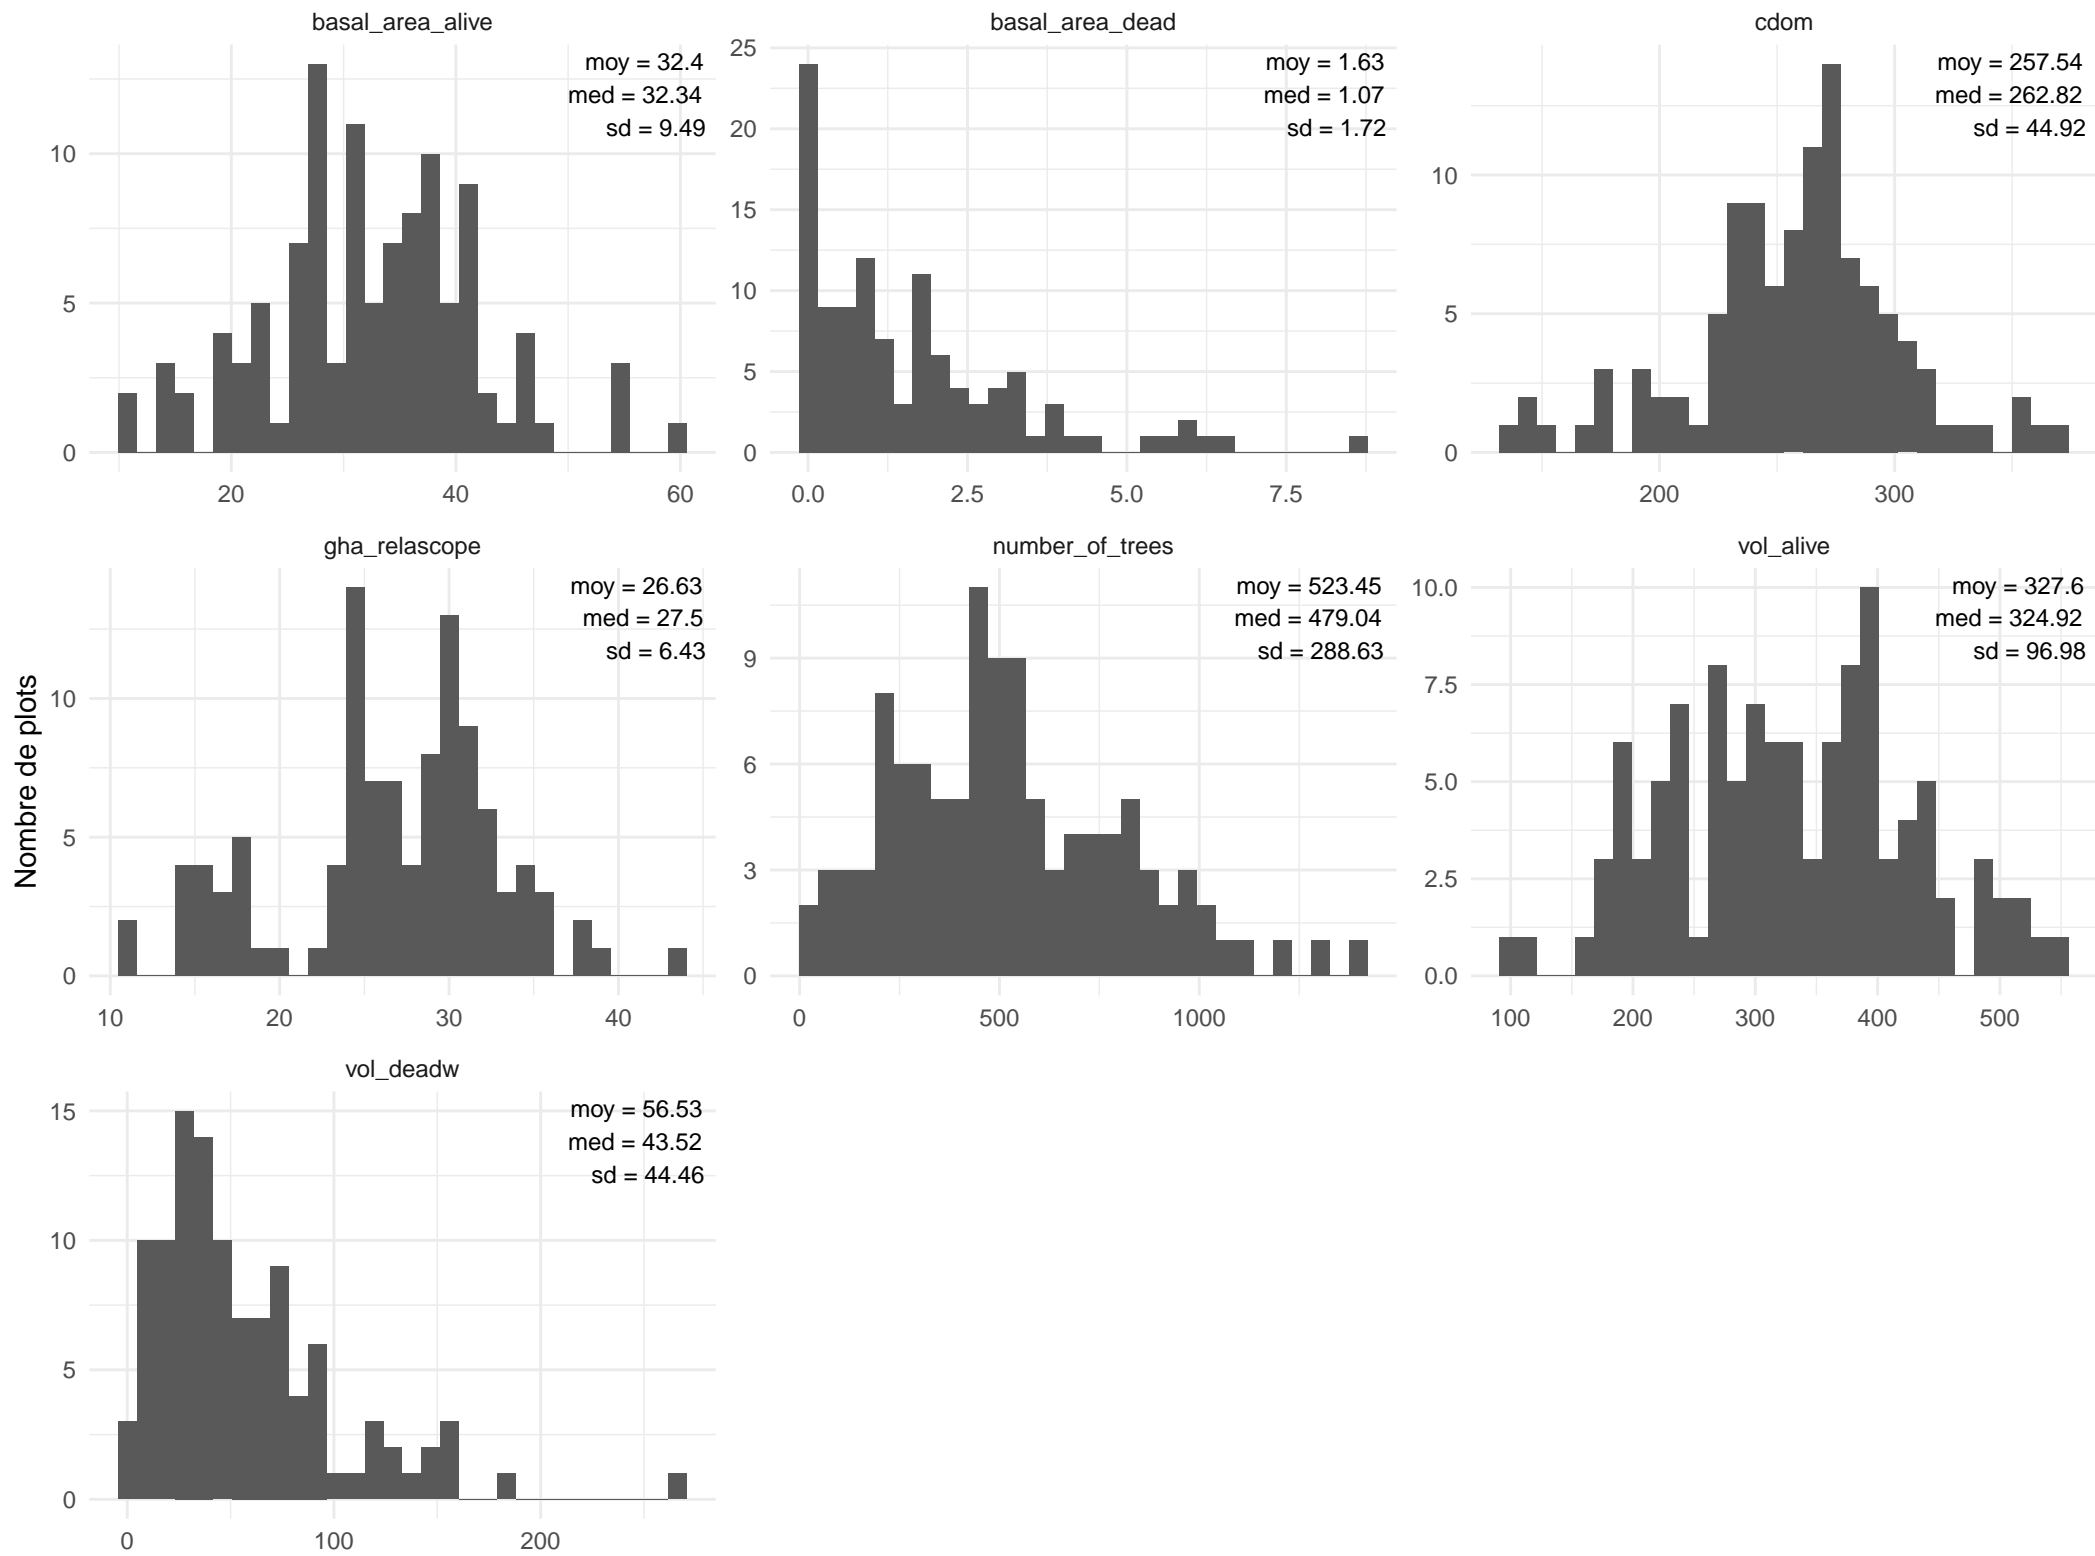 basal_area_alive
moy = 32.4
med = 32.34
sd = 9.49
10
5
0
20 40 60
basal_area_dead
moy = 1.63
med = 1.07
sd = 1.72
25
20
15
10
5
0
0.0 2.5 5.0 7.5
cdom
moy = 257.54
med = 262.82
sd = 44.92
10
5
0
200 300
Nombre de plots
gha_relascope
moy = 26.63
med = 27.5
sd = 6.43
10
5
0
10 20 30 40
number_of_trees
moy = 523.45
med = 479.04
sd = 288.63
9
6
3
0
0 500 1000
vol_alive
moy = 327.6
med = 324.92
sd = 96.98
10.0
7.5
5.0
2.5
0.0
100 200 300 400 500
vol_deadw
moy = 56.53
med = 43.52
sd = 44.46
15
10
5
0
0 100 200